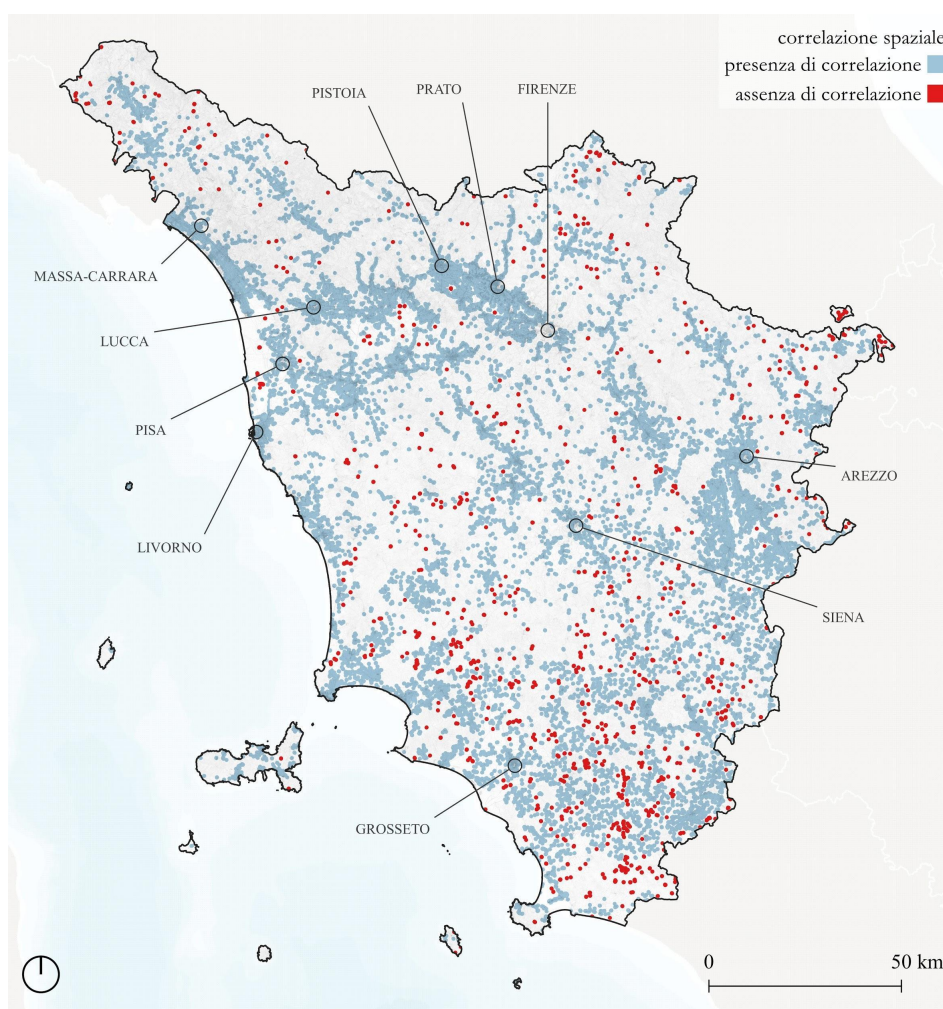 correlazione spaziale
presenza di correlazione
assenza di correlazione
PISTOIA
PRATO
FIRENZE
MASSA-CARRARA
LUCCA
PISA
AREZZO
LIVORNO
SIENA
GROSSETO
0 50 km